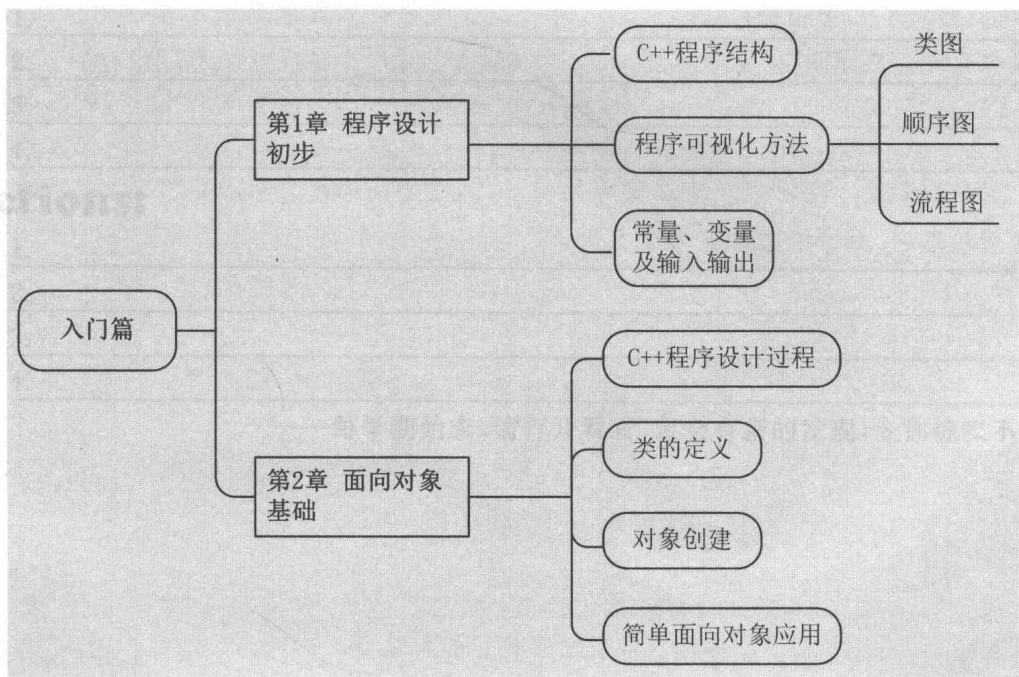 入门篇
第1章 程序设计
初步
C++程序结构
程序可视化方法
类图
顺序图
流程图
常量、变量
及输入输出
第2章 面向对象
基础
C++程序设计过程
类的定义
对象创建
简单面向对象应用